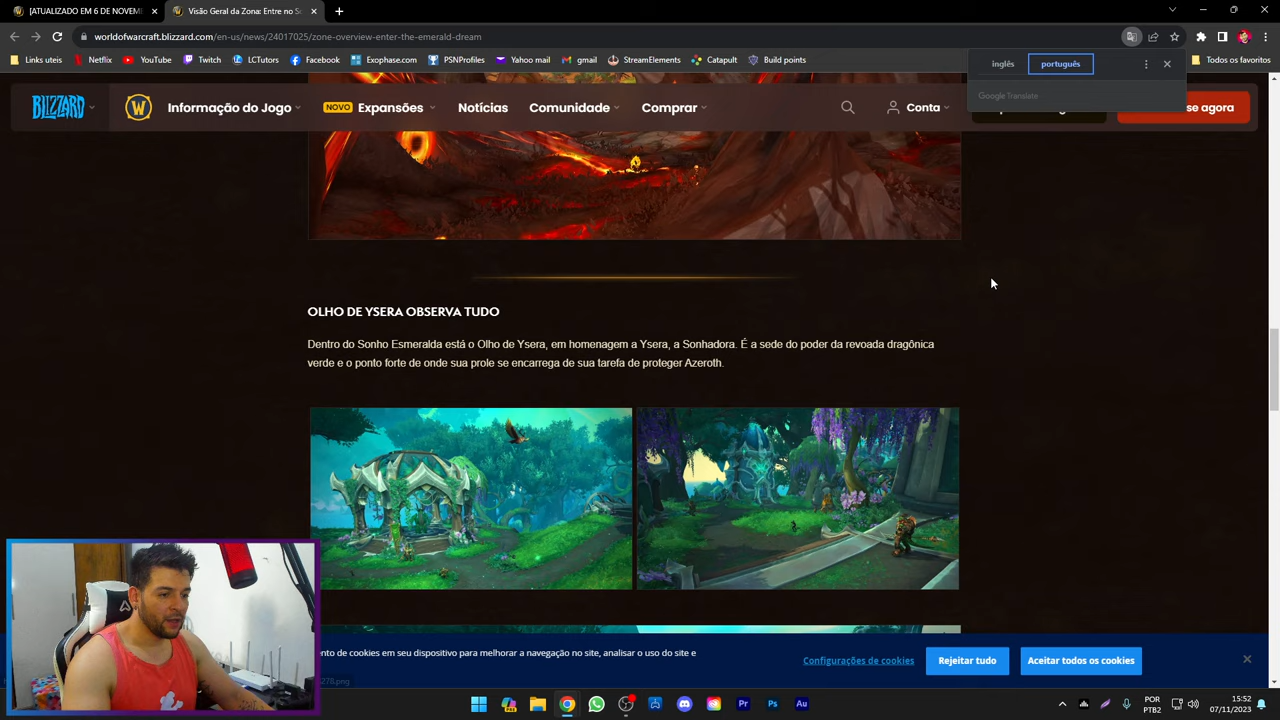 [ATUALIZADO EM 6 DE NOVEM
Visão Geral da Zona: Entre no S
worldofwarcraft.blizzard.com/en-us/news/24017025/zone-overview-enter-the-emerald-dream
Links uteis
Netflix
YouTube
Twitch
LCTutors
Facebook
Exophase.com
PSNProfiles
Yahoo mail
gmail
StreamElements
Catapult
Build points
Todos os favoritos
inglês
português
Google Translate
BLIZZARD
W
Informação do Jogo
NOVO
Expansões
Notícias
Comunidade
Comprar
Conta
se agora
OLHO DE YSERA OBSERVA TUDO
Dentro do Sonho Esmeralda está o Olho de Ysera, em homenagem a Ysera, a Sonhadora. É a sede do poder da revoada dragônica
verde e o ponto forte de onde sua prole se encarrega de sua tarefa de proteger Azeroth.
nto de cookies em seu dispositivo para melhorar a navegação no site, analisar o uso do site e
Configurações de cookies
Rejeitar tudo
Aceitar todos os cookies
278.png
POR
PTB2
15:52
07/11/2023